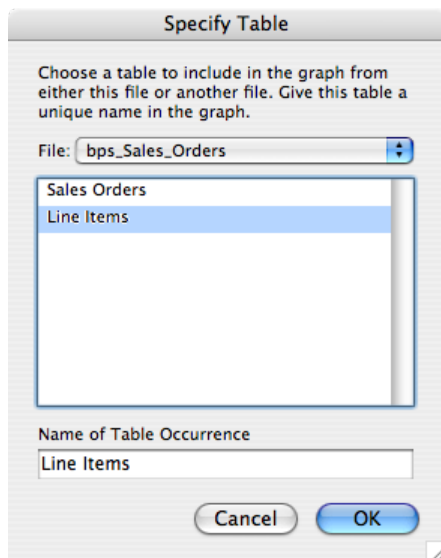 Specify Table
Choose a table to include in the graph from
either this file or another file. Give this table a
unique name in the graph.
File: bps_Sales_Orders
Sales Orders
Line Items
Name of Table Occurrence
Line Items
Cancel OK